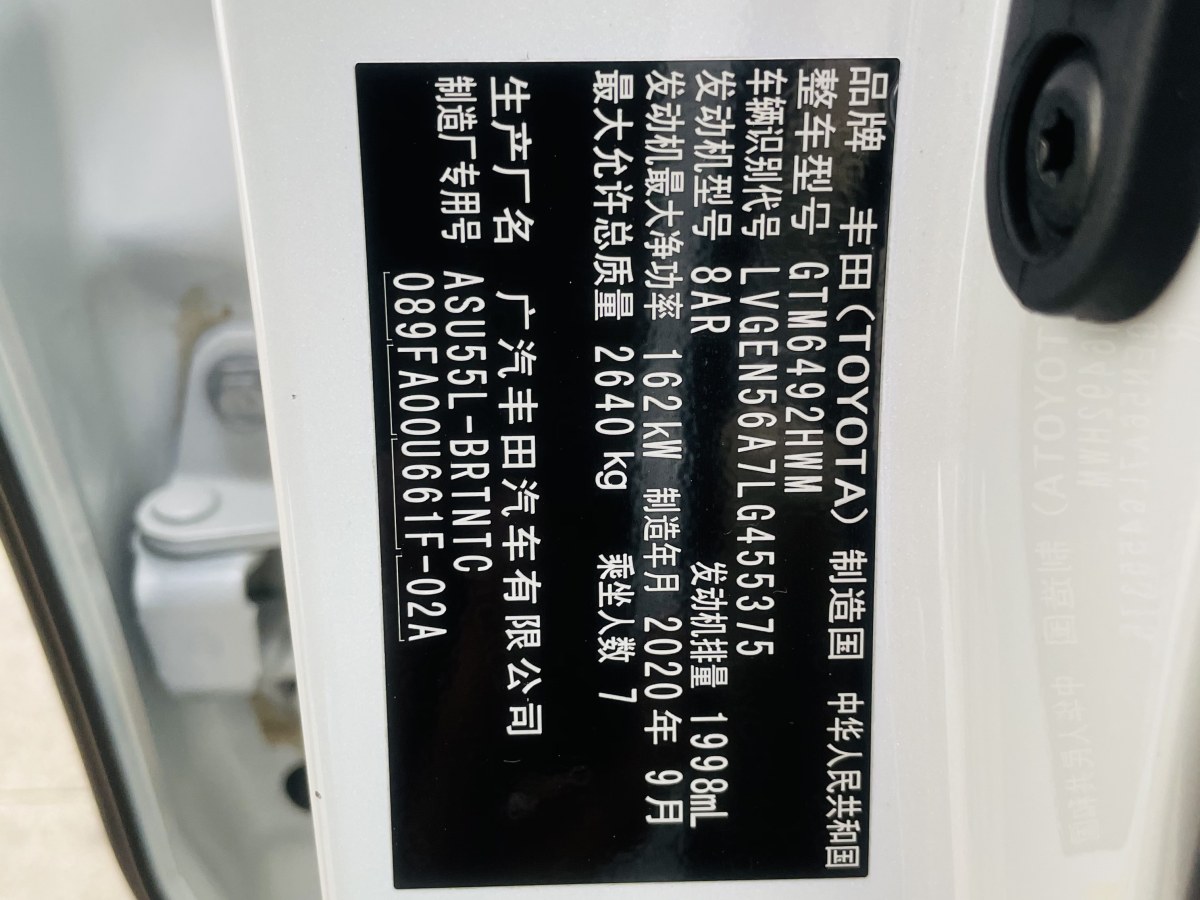 品牌 丰田(TOYOTA) 制造国 中华人民共和国
整车型号 GTM6492HWM
车辆识别代号 LVGEN56A7LG455375
发动机型号 8AR 发动机排量 1998mL
发动机最大净功率 162kW 制造年月 2020年 9月
最大允许总质量 2640kg 乘坐人数 7
生产厂名 广汽丰田汽车有限公司
制造厂专用号 ASU55L-BRTNTC
089FA00U661F-02A